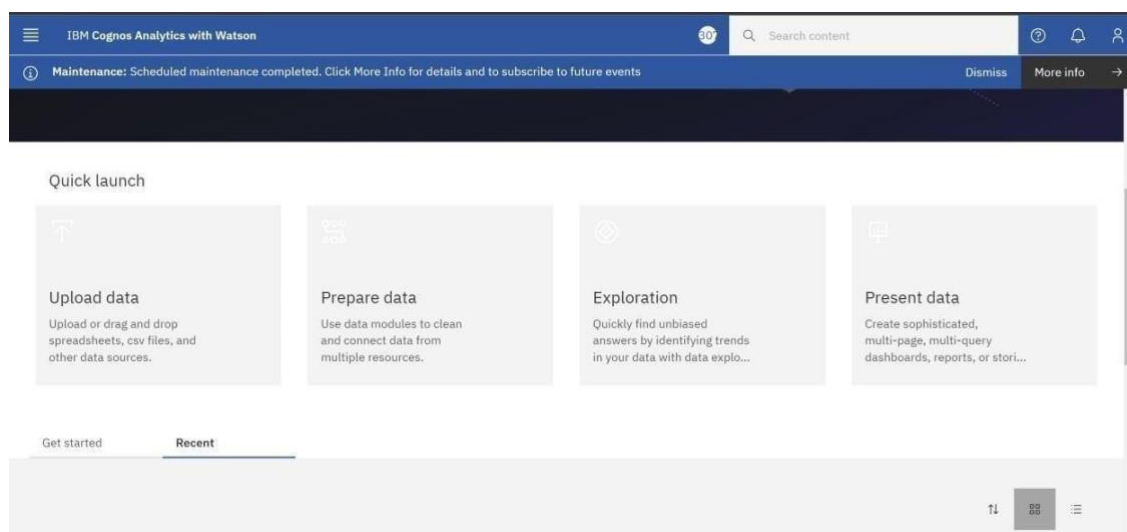 IBM Cognos Analytics with Watson
30
Search content
Maintenance: Scheduled maintenance completed. Click More Info for details and to subscribe to future events
Dismiss
More info
Quick launch
Upload data
Upload or drag and drop
spreadsheets, csv files, and
other data sources.
Prepare data
Use data modules to clean
and connect data from
multiple resources.
Exploration
Quickly find unbiased
answers by identifying trends
in your data with data explo...
Present data
Create sophisticated,
multi-page, multi-query
dashboards, reports, or stori...
Get started
Recent